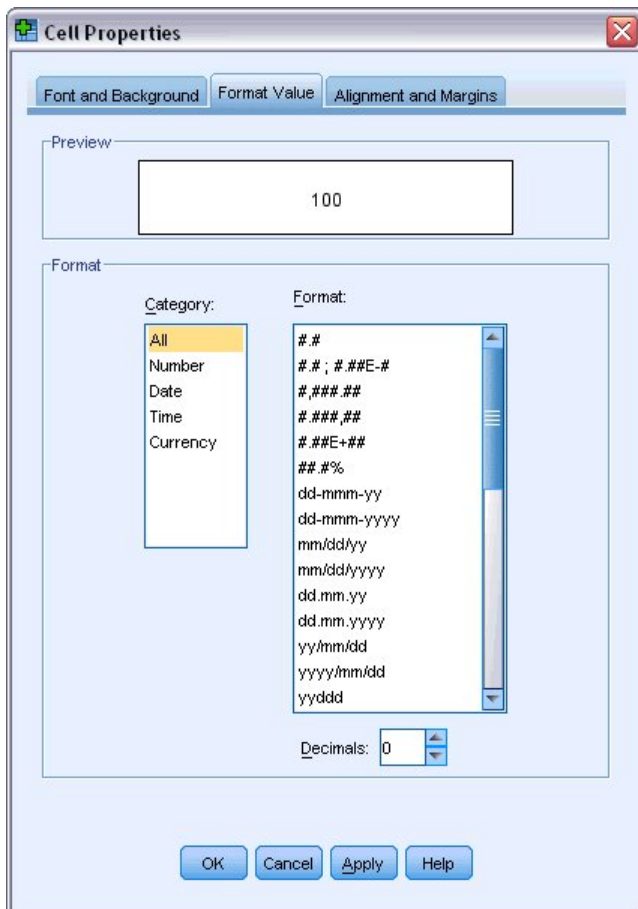 Cell Properties
Font and Background
Format Value
Alignment and Margins
Preview
100
Format
Category:
All
Number
Date
Time
Currency
Format:
#.#
#.# ; #.##E-#
#,###.##
#.###,##
#.##E+##
##.#%
dd-mmm-yy
dd-mmm-yyyy
mm/dd/yy
mm/dd/yyyy
dd.mm.yy
dd.mm.yyyy
yy/mm/dd
yyyy/mm/dd
yyddd
Decimals: 0
OK
Cancel
Apply
Help